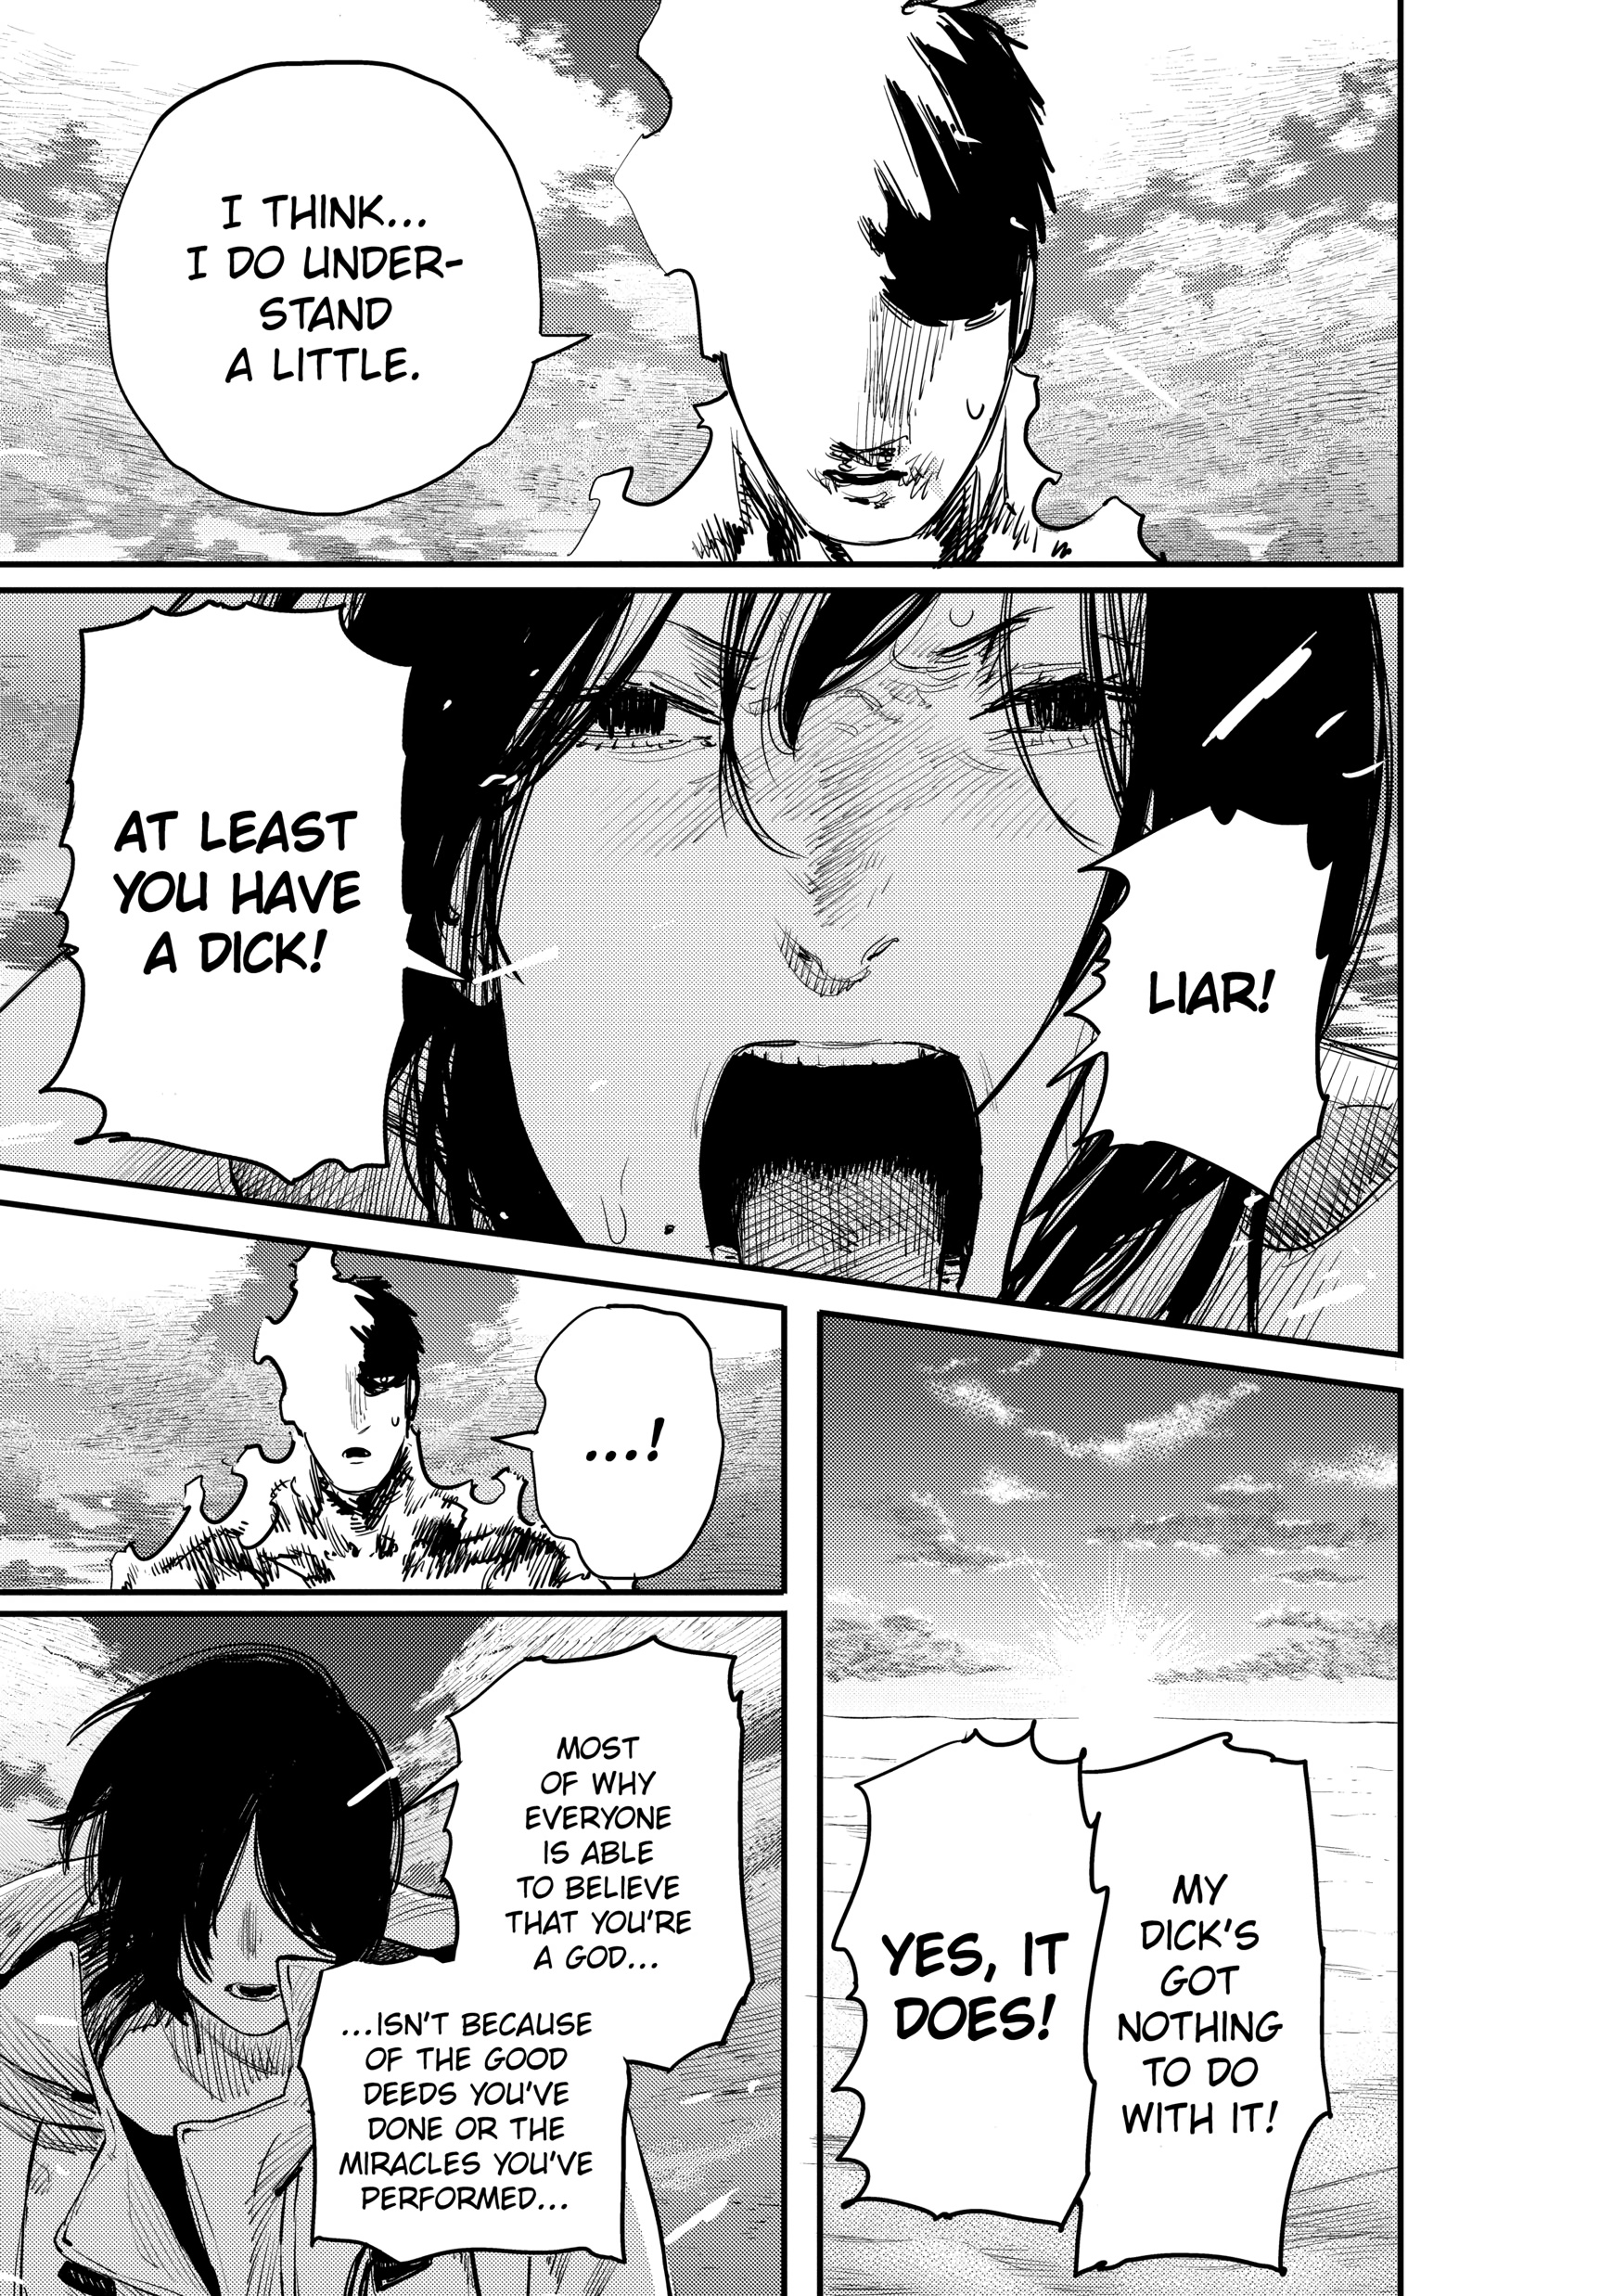 I THINK...
I DO UNDER-
STAND
A LITTLE.
LIAR!
AT LEAST
YOU HAVE
A DICK!
MY
DICK'S
GOT
NOTHING
TO DO
WITH IT!
YES, IT
DOES!
...!
MOST
OF WHY
EVERYONE
IS ABLE
TO BELIEVE
THAT YOU'RE
A GOD...
...ISN'T BECAUSE
OF THE GOOD
DEEDS YOU'VE
DONE OR THE
MIRACLES YOU'VE
PERFORMED...